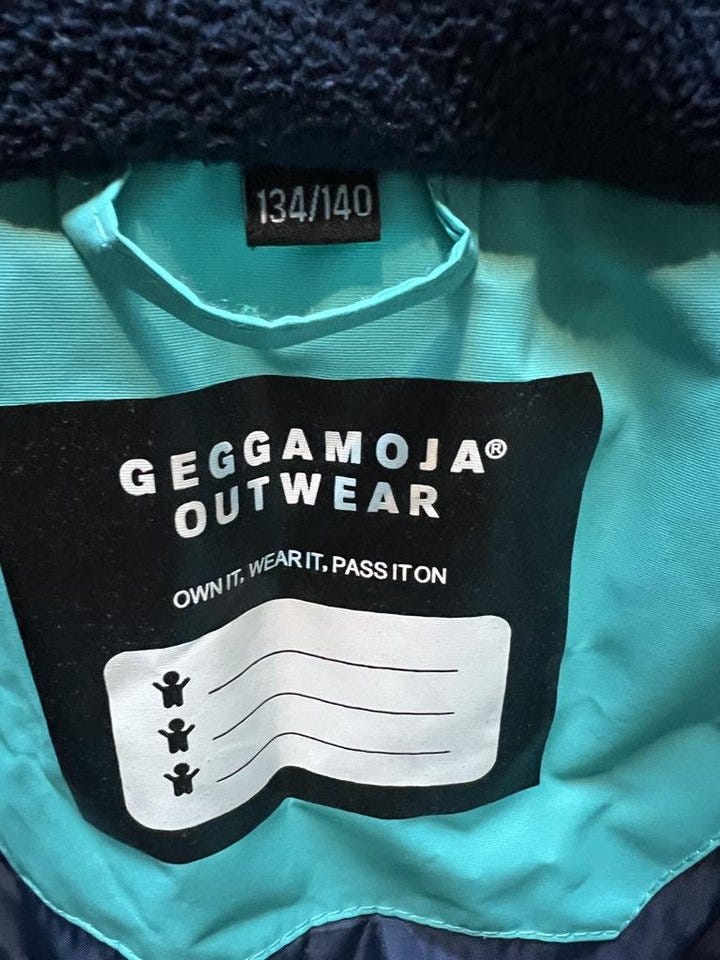 134/140
GEGGAMOJA®
OUTWEAR
OWN IT, WEAR IT, PASS IT ON